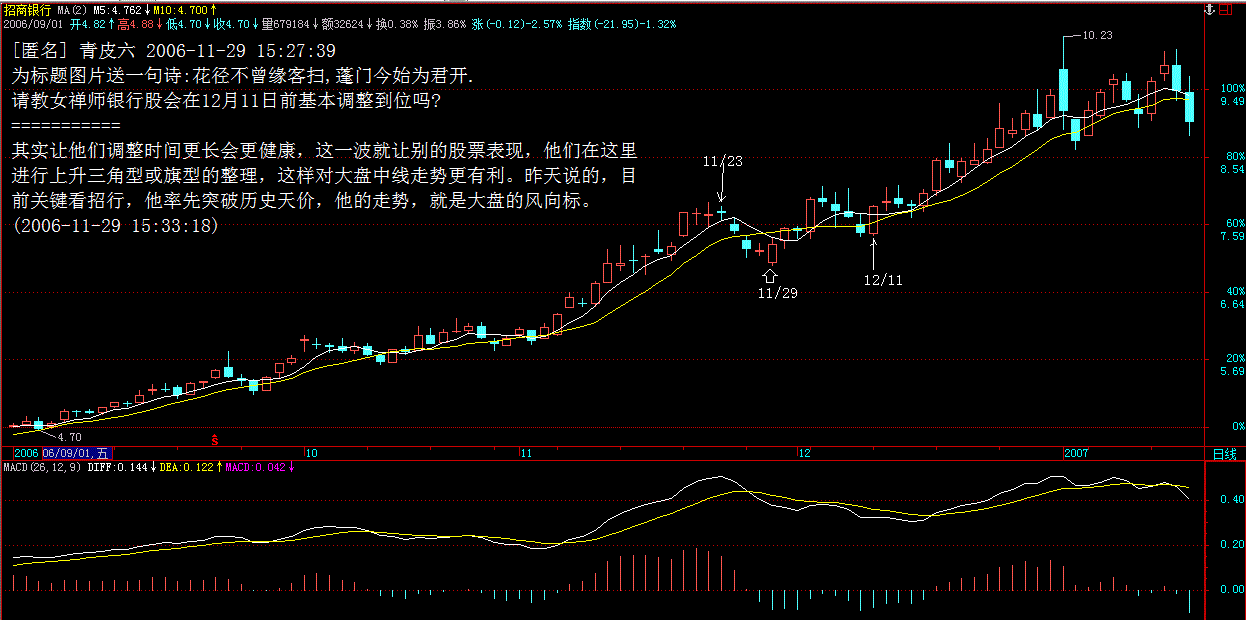 招商银行 MA(2) M5:4.762↓M10:4.700↑
2006/09/01 开4.82↑高4.88↓低4.70↓收4.70↓量679184↓额32624↓换0.38% 振3.86% 涨(-0.12)-2.57% 指数(-21.95)-1.32%
[匿名] 青皮六 2006-11-29 15:27:39
为标题图片送一句诗:花径不曾缘客扫,蓬门今始为君开.
请教女禅师银行股会在12月11日前基本调整到位吗?
===========
其实让他们调整时间更长会更健康，这一波就让别的股票表现，他们在这里
进行上升三角型或旗型的整理，这样对大盘中线走势更有利。昨天说的，目
前关键看招行，他率先突破历史天价，他的走势，就是大盘的风向标。
(2006-11-29 15:33:18)
10.23
11/23
11/29
12/11
4.70
100%
9.49
80%
8.54
60%
7.59
40%
6.64
20%
5.69
0%
S
2006 06/09/01,五 10 11 12 2007 日线
MACD(26,12,9) DIFF:0.144↓DEA:0.122↑MACD:0.042↓
0.40
0.20
0.00